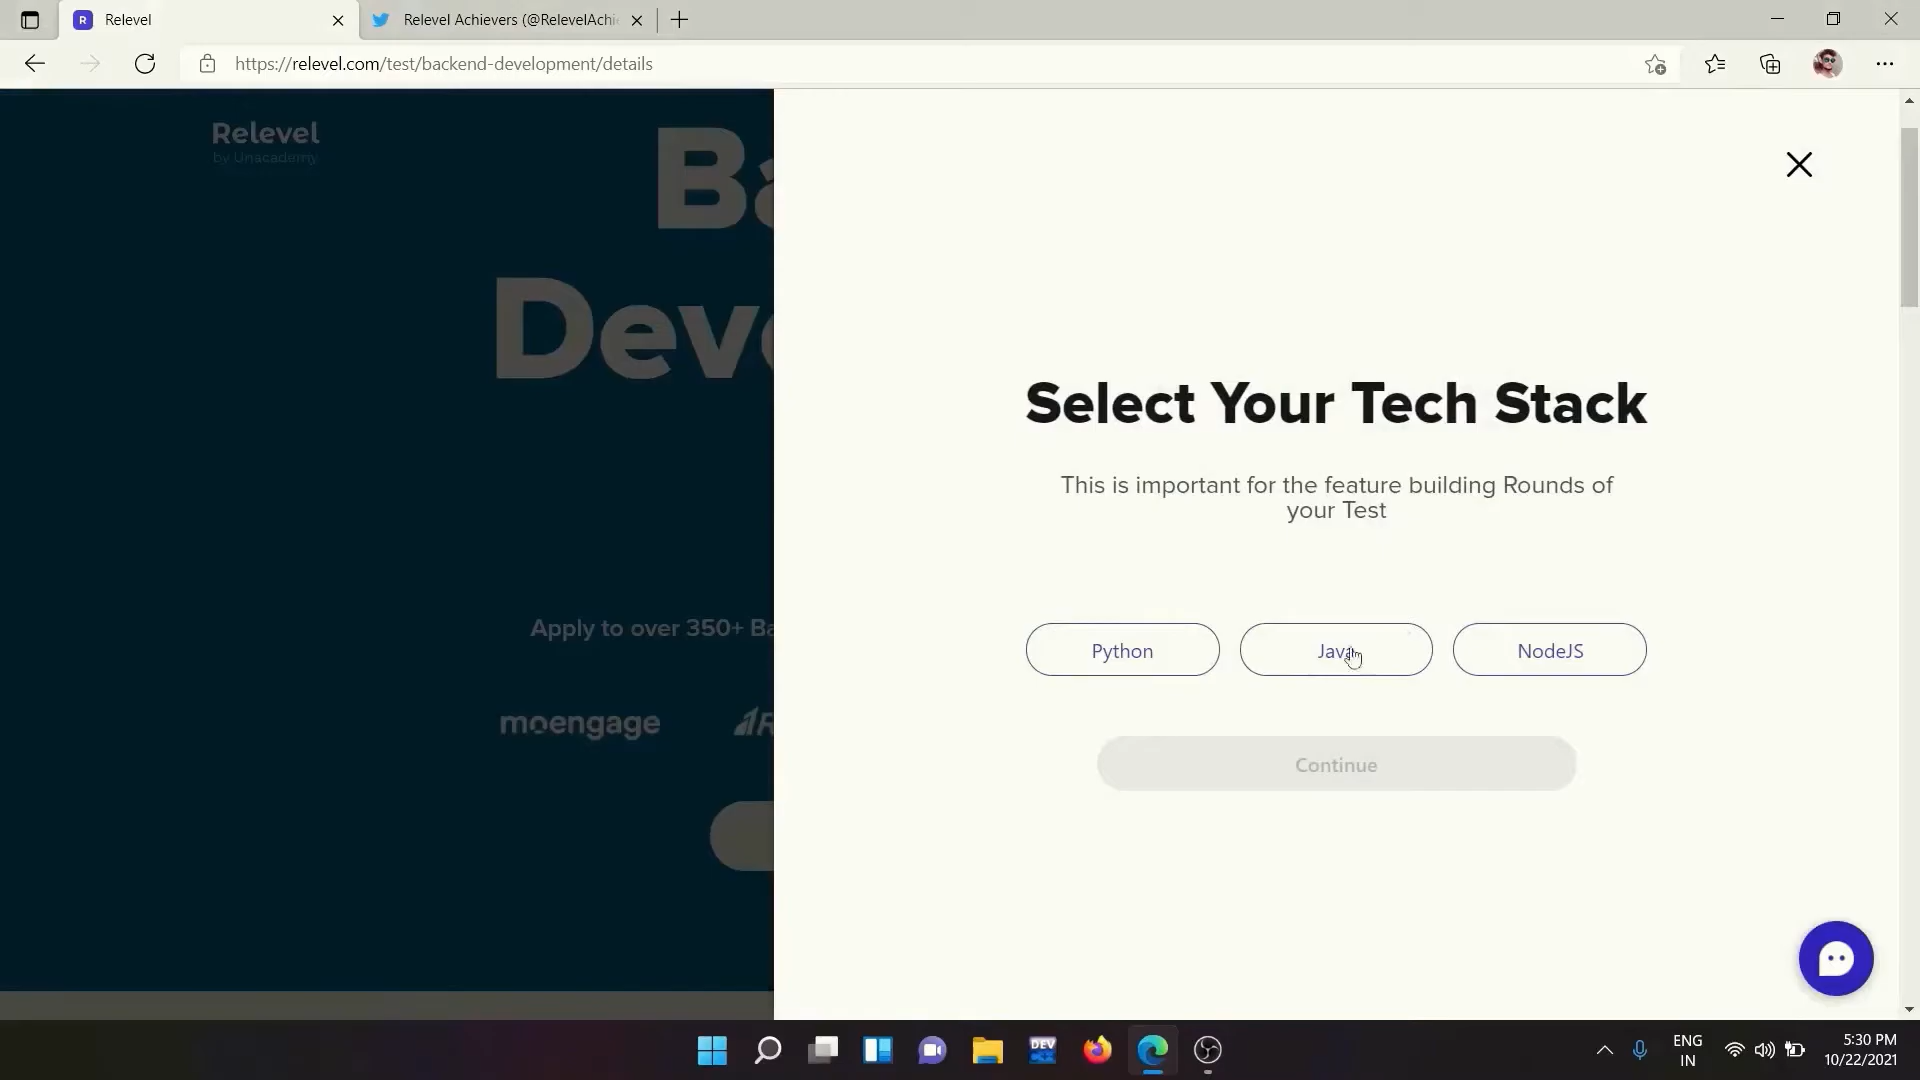 Relevel
Relevel Achievers (@RelevelAchi
https://relevel.com/test/backend-development/details
Relevel
by Unacademy
Ba
Deve
Apply to over 350+ Ba
moengage
Select Your Tech Stack
This is important for the feature building Rounds of
your Test
Python
Java
NodeJS
Continue
DEV
ENG
IN
5:30 PM
10/22/2021